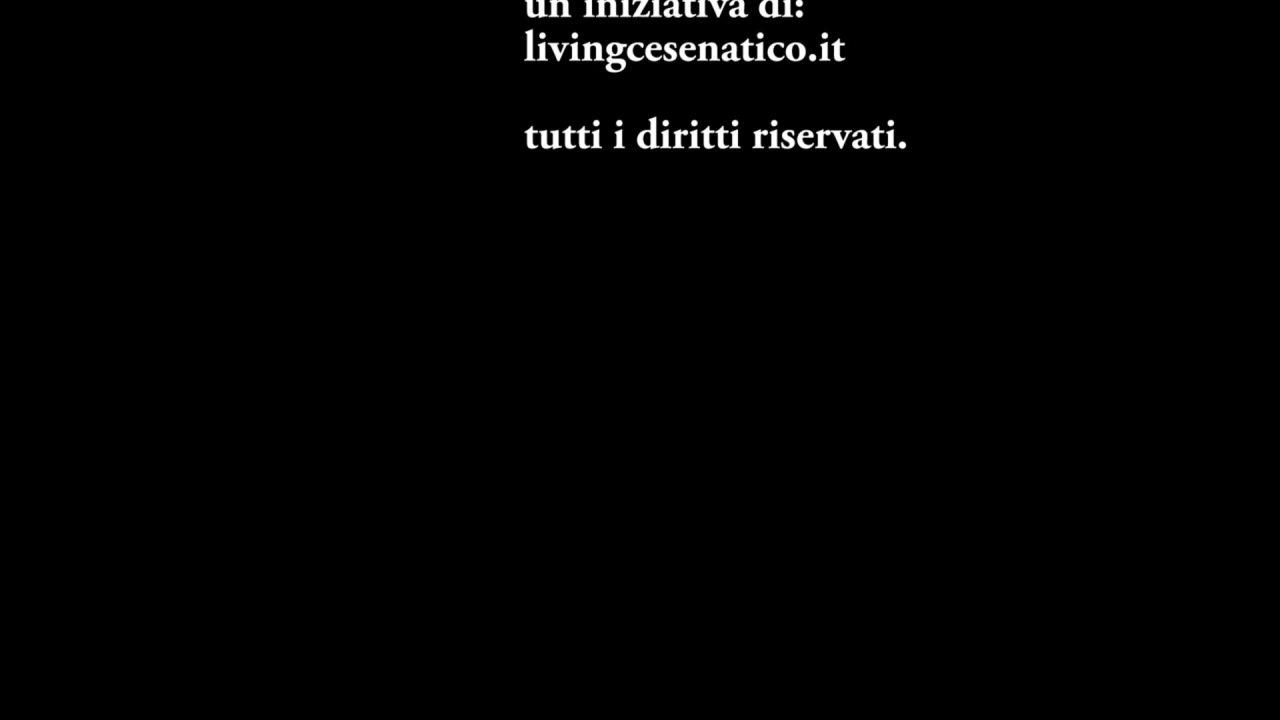 un iniziativa di:
livingcesenatico.it
tutti i diritti riservati.